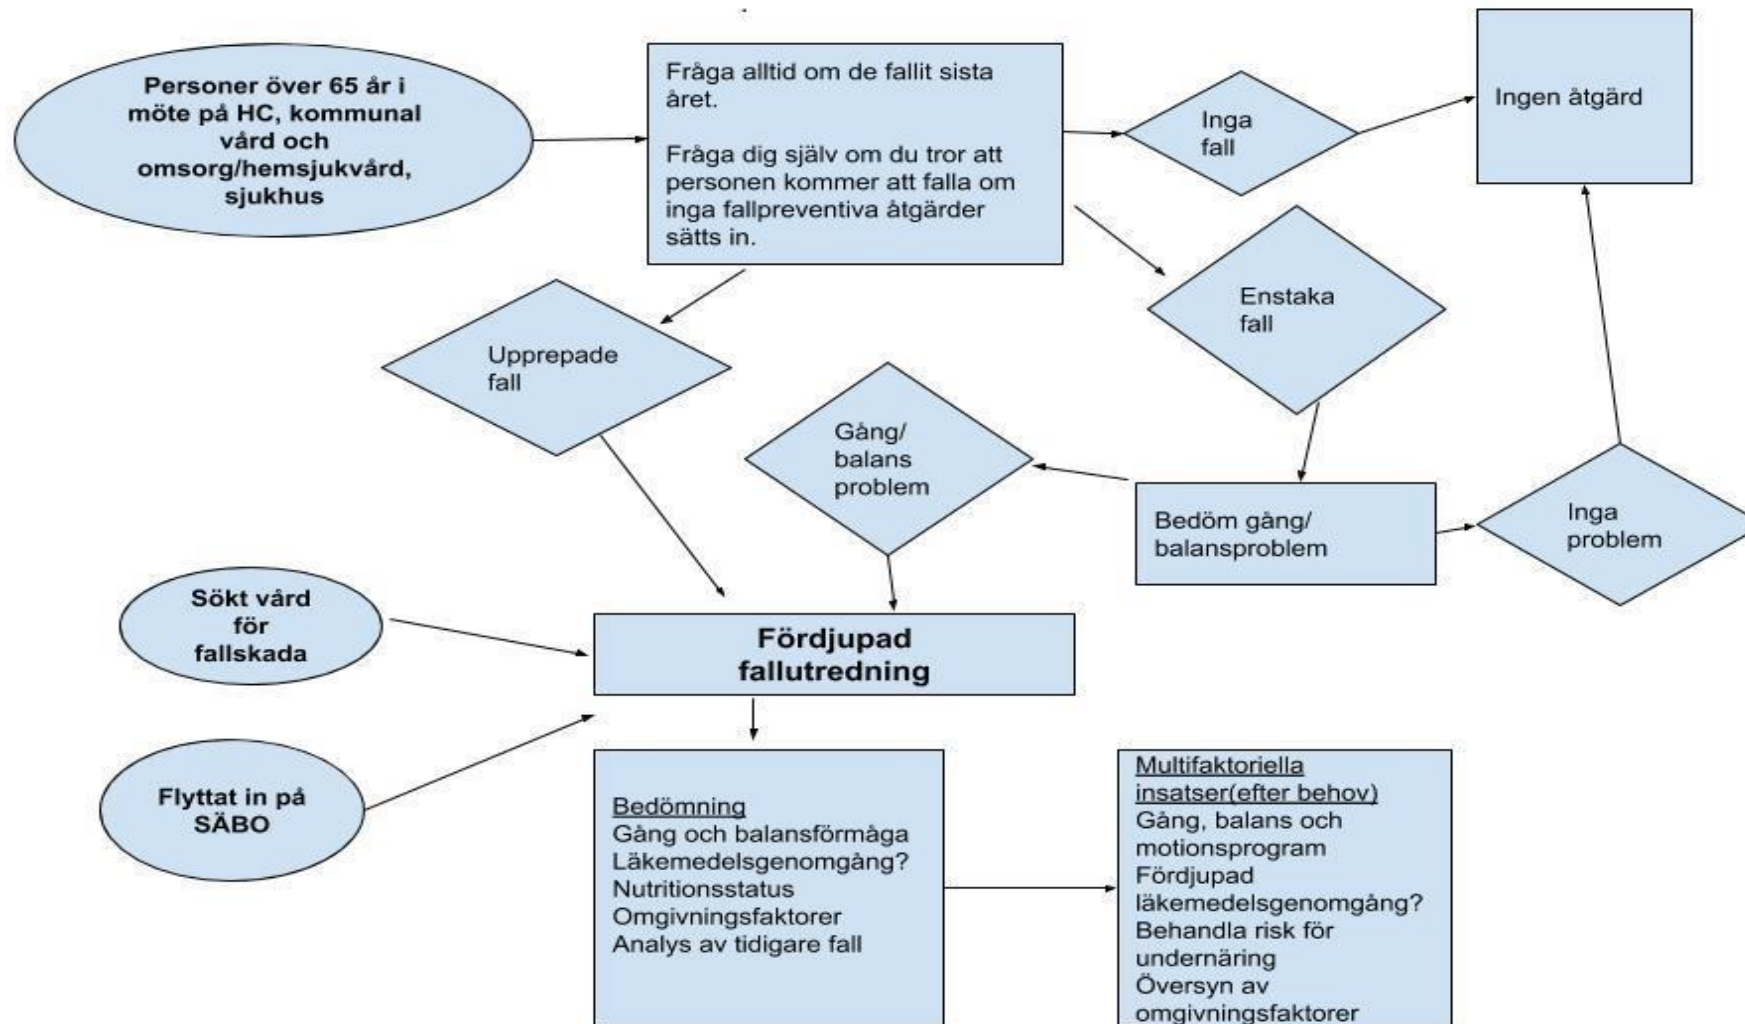 Personer över 65 år i
möte på HC, kommunal
vård och
omsorg/hemsjukvård,
sjukhus
Fråga alltid om de fallit sista
året.
Fråga dig själv om du tror att
personen kommer att falla om
inga fallpreventiva åtgärder
sätts in.
Inga
fall
Ingen åtgärd
Enstaka
fall
Upprepade
fall
Gång/
balans
problem
Bedöm gång/
balansproblem
Inga
problem
Sökt vård
för
fallskada
Fördjupad
fallutredning
Flyttat in på
SÄBO
Bedömning
Gång och balansförmåga
Läkemedelsgenomgång?
Nutritionsstatus
Omgivningsfaktorer
Analys av tidigare fall
Multifaktoriella
insatser(efter behov)
Gång, balans och
motionsprogram
Fördjupad
läkemedelsgenomgång?
Behandla risk för
undernäring
Översyn av
omgivningsfaktorer